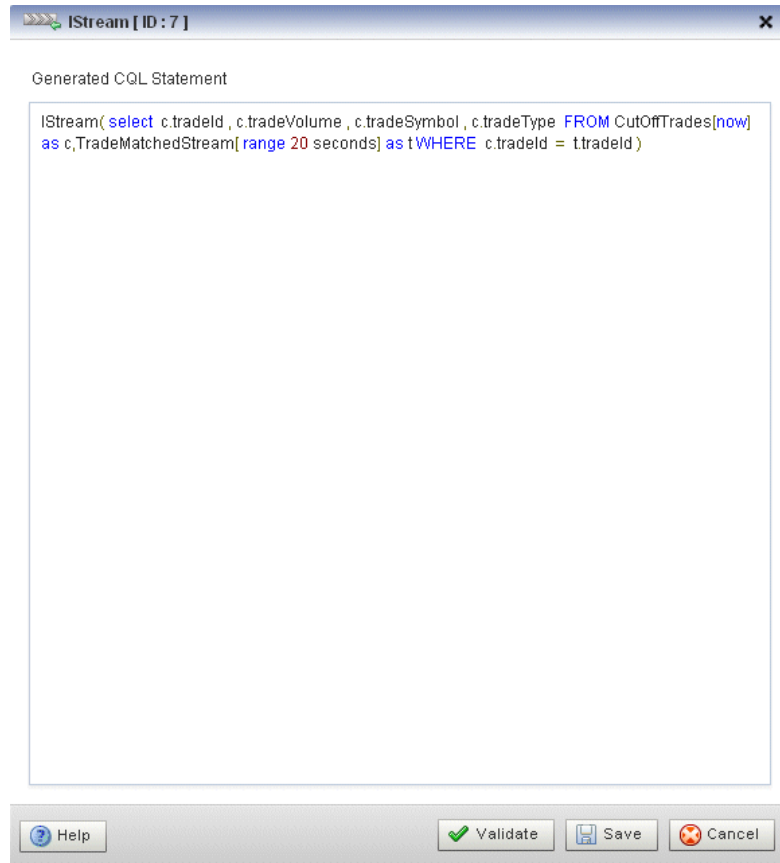 IStream [ ID : 7 ]
Generated CQL Statement
IStream( select c.tradeId , c.tradeVolume , c.tradeSymbol , c.tradeType FROM CutOffTrades[now]
as c,TradeMatchedStream[ range 20 seconds] as t WHERE c.tradeId = t.tradeId )
Help Validate Save Cancel